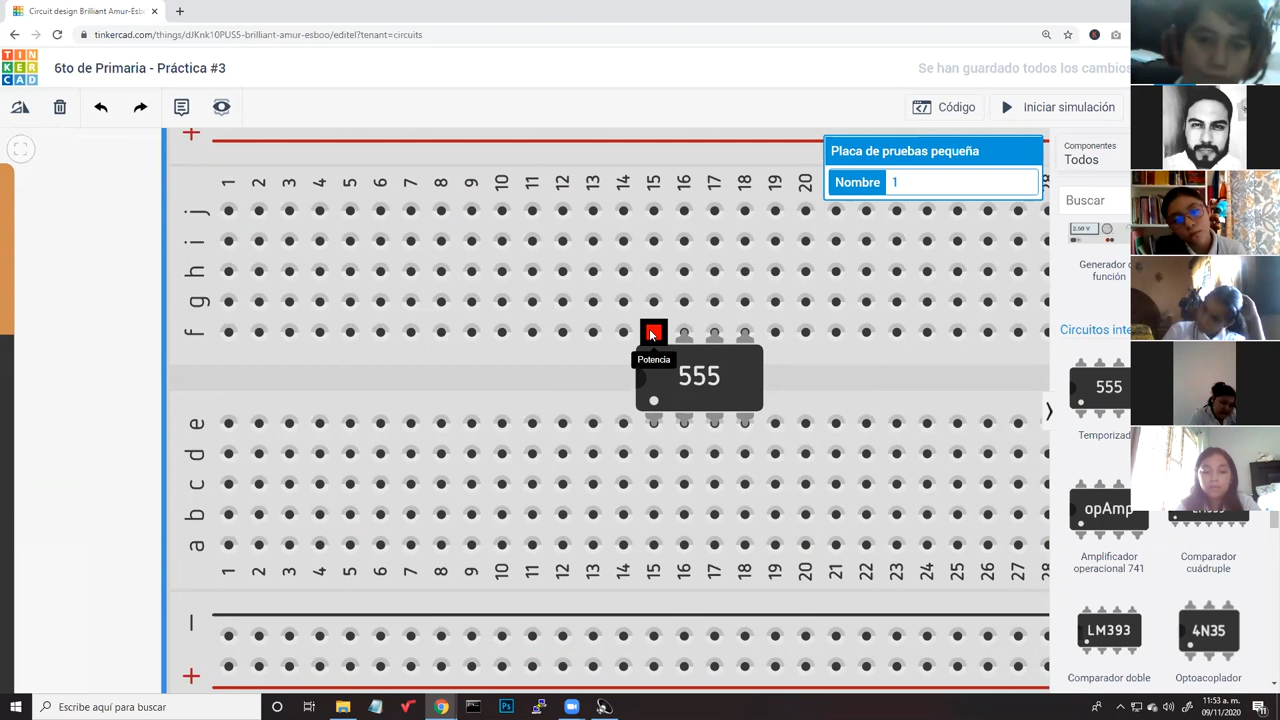 Circuit design Brilliant Amur-Esbo
tinkercad.com/things/dJKnk10PUS5-brilliant-amur-esboo/editel?tenant=circuits
TIN
KER
CAD
6to de Primaria - Práctica #3
Se han guardado todos los cambios
Código
Iniciar simulación
Placa de pruebas pequeña
Nombre 1
Componentes
Todos
Buscar
+
1 2 3 4 5 6 7 8 9 10 11 12 13 14 15 16 17 18 19 20
j
i
h
g
f
Potencia
555
e
d
c
b
a
1 2 3 4 5 6 7 8 9 10 11 12 13 14 15 16 17 18 19 20 21 22 23 24 25 26 27 28
+
2.50 V
Generador
función
Circuitos inte
555
Temporizad
opAmp
Amplificador
operacional 741
Comparador
cuádruple
LM393
4N35
Comparador doble
Optoacoplador
Escribe aquí para buscar
11:53 a. m.
09/11/2020
11